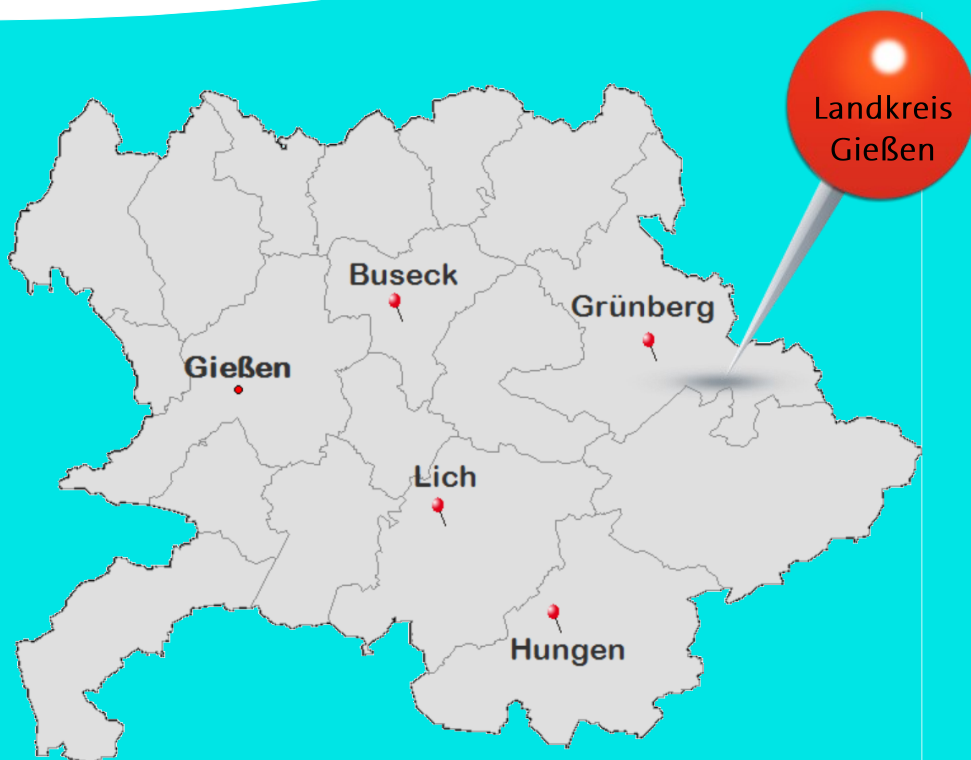 Landkreis
Gießen
Buseck
Grünberg
Gießen
Lich
Hungen